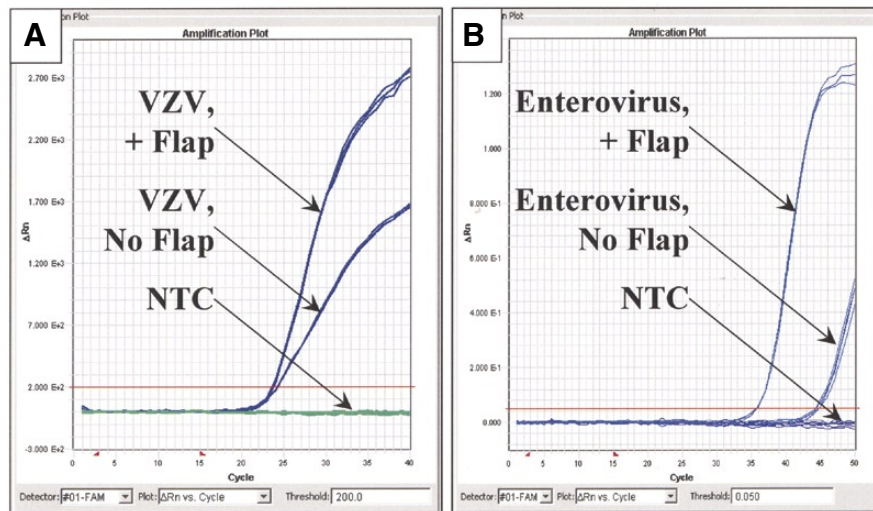 A
ion Plot
Amplification Plot
2.700 E+3
2.200 E+3
1.700 E+3
1.200 E+3
7.000 E+2
2.000 E+2
-3.000 E+2
ΔRn
VZV,
+ Flap
VZV,
No Flap
NTC
0 5 10 15 20 25 30 35 40
Cycle
Detector: #01-FAM Plot: ΔRn vs. Cycle Threshold: 200.0
B
ion Plot
Amplification Plot
1.200
1.000
8.000 E-1
6.000 E-1
4.000 E-1
2.000 E-1
0.000
ΔRn
Enterovirus,
+ Flap
Enterovirus,
No Flap
NTC
0 5 10 15 20 25 30 35 40 45 50
Cycle
Detector: #01-FAM Plot: ΔRn vs. Cycle Threshold: 0.050